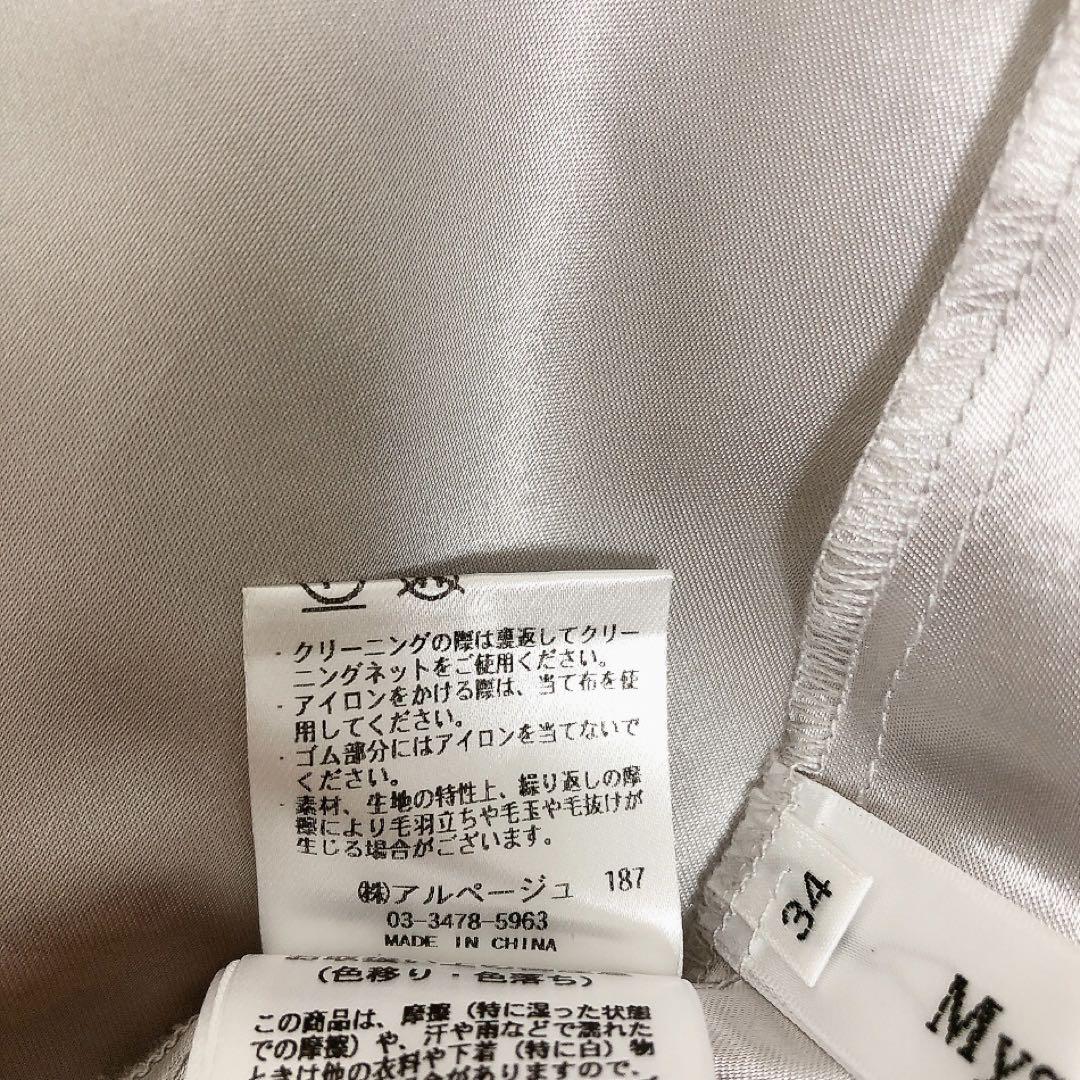 ・クリーニングの際は裏返してクリー
ニングネットをご使用ください。
・アイロンをかける際は、当て布を使
用してください。
・ゴム部分にはアイロンを当てないで
ください。
・素材、生地の特性上、繰り返しの摩
擦により毛羽立ちや毛玉や毛抜けが
生じる場合がございます。
㈱アルページュ 187
03-3478-5963
MADE IN CHINA
(色移り・色落ち)
この商品は、摩擦(特に湿った状態
での摩擦)や、汗や雨などで濡れた
ときは他の衣料や下着(特に白)物
がありますので、
34